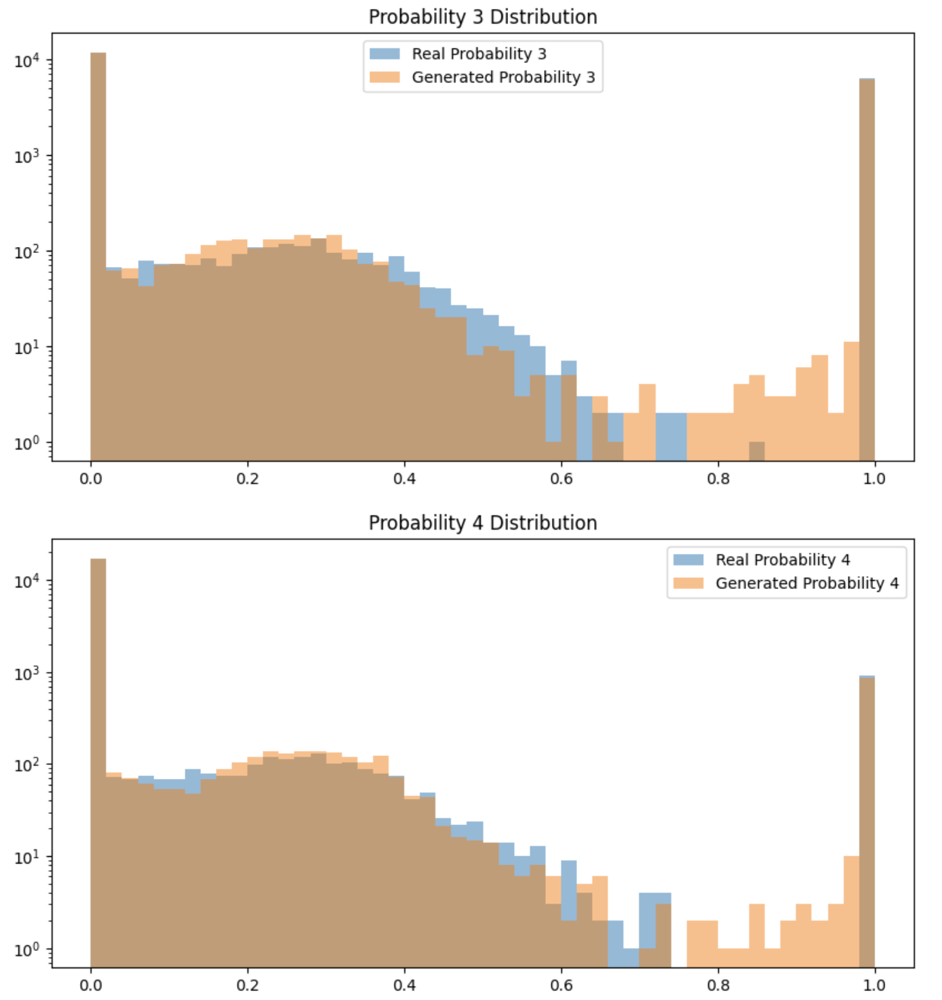 Probability 3 Distribution
Real Probability 3
Generated Probability 3
10⁴
10³
10²
10¹
10⁰
0.0 0.2 0.4 0.6 0.8 1.0
Probability 4 Distribution
Real Probability 4
Generated Probability 4
10⁴
10³
10²
10¹
10⁰
0.0 0.2 0.4 0.6 0.8 1.0